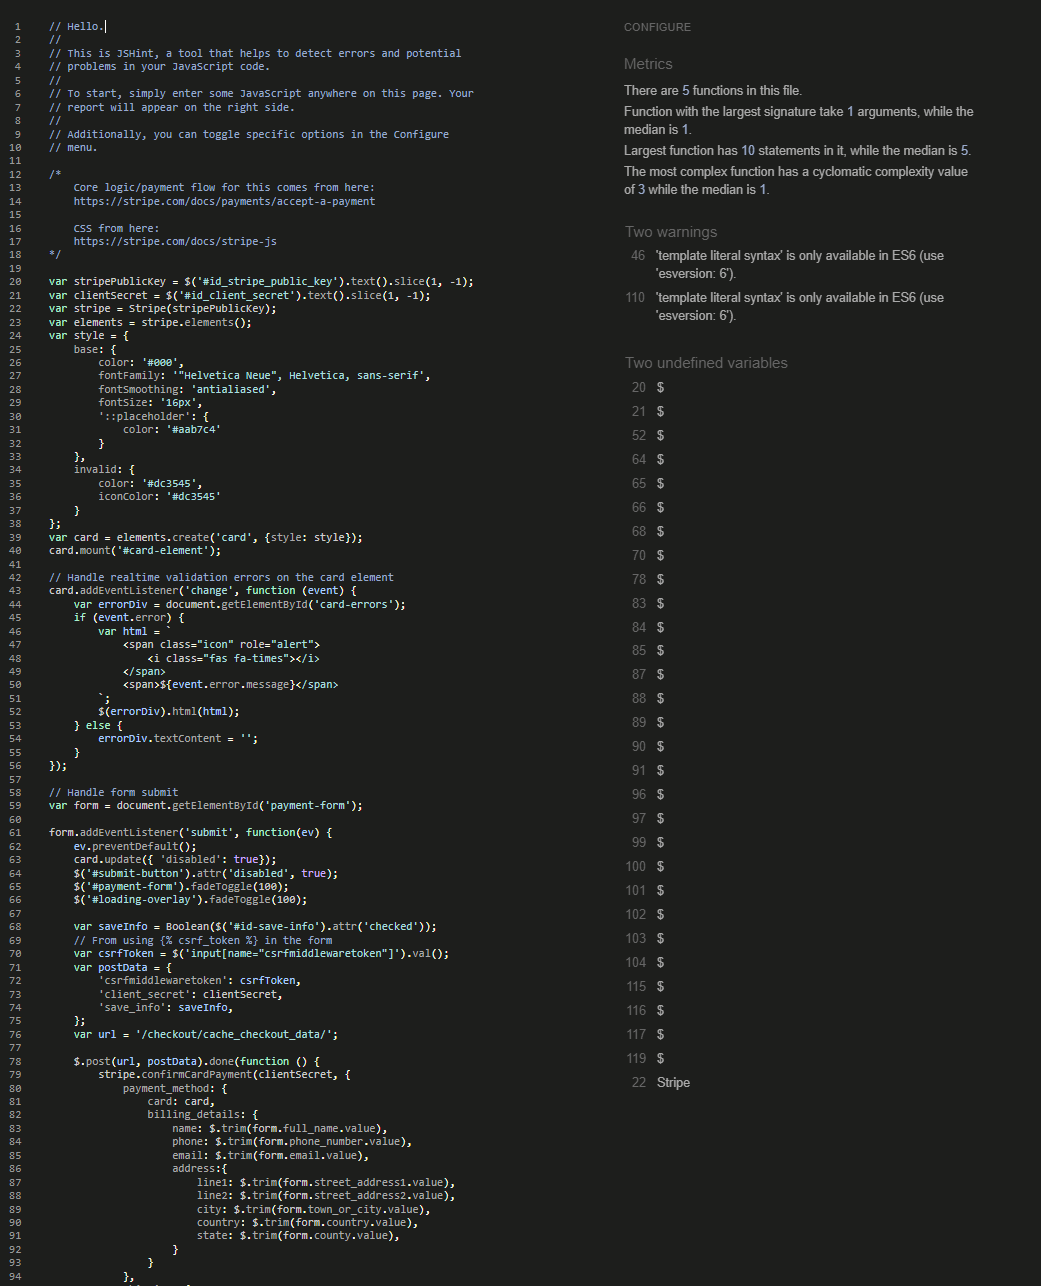 1 // Hello.
2 //
3 // This is JSHint, a tool that helps to detect errors and potential
4 // problems in your JavaScript code.
5 //
6 // To start, simply enter some JavaScript anywhere on this page. Your
7 // report will appear on the right side.
8 //
9 // Additionally, you can toggle specific options in the Configure
10 // menu.
11
12 /*
13     Core logic/payment flow for this comes from here:
14     https://stripe.com/docs/payments/accept-a-payment
15
16     CSS from here:
17     https://stripe.com/docs/stripe-js
18 */
19
20 var stripePublicKey = $('#id_stripe_public_key').text().slice(1, -1);
21 var clientSecret = $('#id_client_secret').text().slice(1, -1);
22 var stripe = Stripe(stripePublicKey);
23 var elements = stripe.elements();
24 var style = {
25     base: {
26         color: '#000',
27         fontFamily: '"Helvetica Neue", Helvetica, sans-serif',
28         fontSmoothing: 'antialiased',
29         fontSize: '16px',
30         '::placeholder': {
31             color: '#aab7c4'
32         }
33     },
34     invalid: {
35         color: '#dc3545',
36         iconColor: '#dc3545'
37     }
38 };
39 var card = elements.create('card', {style: style});
40 card.mount('#card-element');
41
42 // Handle realtime validation errors on the card element
43 card.addEventListener('change', function (event) {
44     var errorDiv = document.getElementById('card-errors');
45     if (event.error) {
46         var html = `
47             <span class="icon" role="alert">
48                 <i class="fas fa-times"></i>
49             </span>
50             <span>${event.error.message}</span>
51         `;
52         $(errorDiv).html(html);
53     } else {
54         errorDiv.textContent = '';
55     }
56 });
57
58 // Handle form submit
59 var form = document.getElementById('payment-form');
60
61 form.addEventListener('submit', function(ev) {
62     ev.preventDefault();
63     card.update({ 'disabled': true});
64     $('#submit-button').attr('disabled', true);
65     $('#payment-form').fadeToggle(100);
66     $('#loading-overlay').fadeToggle(100);
67
68     var saveInfo = Boolean($('#id-save-info').attr('checked'));
69     // From using {% csrf_token %} in the form
70     var csrfToken = $('input[name="csrfmiddlewaretoken"]').val();
71     var postData = {
72         'csrfmiddlewaretoken': csrfToken,
73         'client_secret': clientSecret,
74         'save_info': saveInfo,
75     };
76     var url = '/checkout/cache_checkout_data/';
77
78     $.post(url, postData).done(function () {
79         stripe.confirmCardPayment(clientSecret, {
80             payment_method: {
81                 card: card,
82                 billing_details: {
83                     name: $.trim(form.full_name.value),
84                     phone: $.trim(form.phone_number.value),
85                     email: $.trim(form.email.value),
86                     address:{
87                         line1: $.trim(form.street_address1.value),
88                         line2: $.trim(form.street_address2.value),
89                         city: $.trim(form.town_or_city.value),
90                         country: $.trim(form.country.value),
91                         state: $.trim(form.county.value),
92                     }
93                 }
94             },
CONFIGURE
Metrics
There are 5 functions in this file.
Function with the largest signature take 1 arguments, while the
median is 1.
Largest function has 10 statements in it, while the median is 5.
The most complex function has a cyclomatic complexity value
of 3 while the median is 1.
Two warnings
46 'template literal syntax' is only available in ES6 (use
'esversion: 6').
110 'template literal syntax' is only available in ES6 (use
'esversion: 6').
Two undefined variables
20 $
21 $
52 $
64 $
65 $
66 $
68 $
70 $
78 $
83 $
84 $
85 $
87 $
88 $
89 $
90 $
91 $
96 $
97 $
99 $
100 $
101 $
102 $
103 $
104 $
115 $
116 $
117 $
119 $
22 Stripe